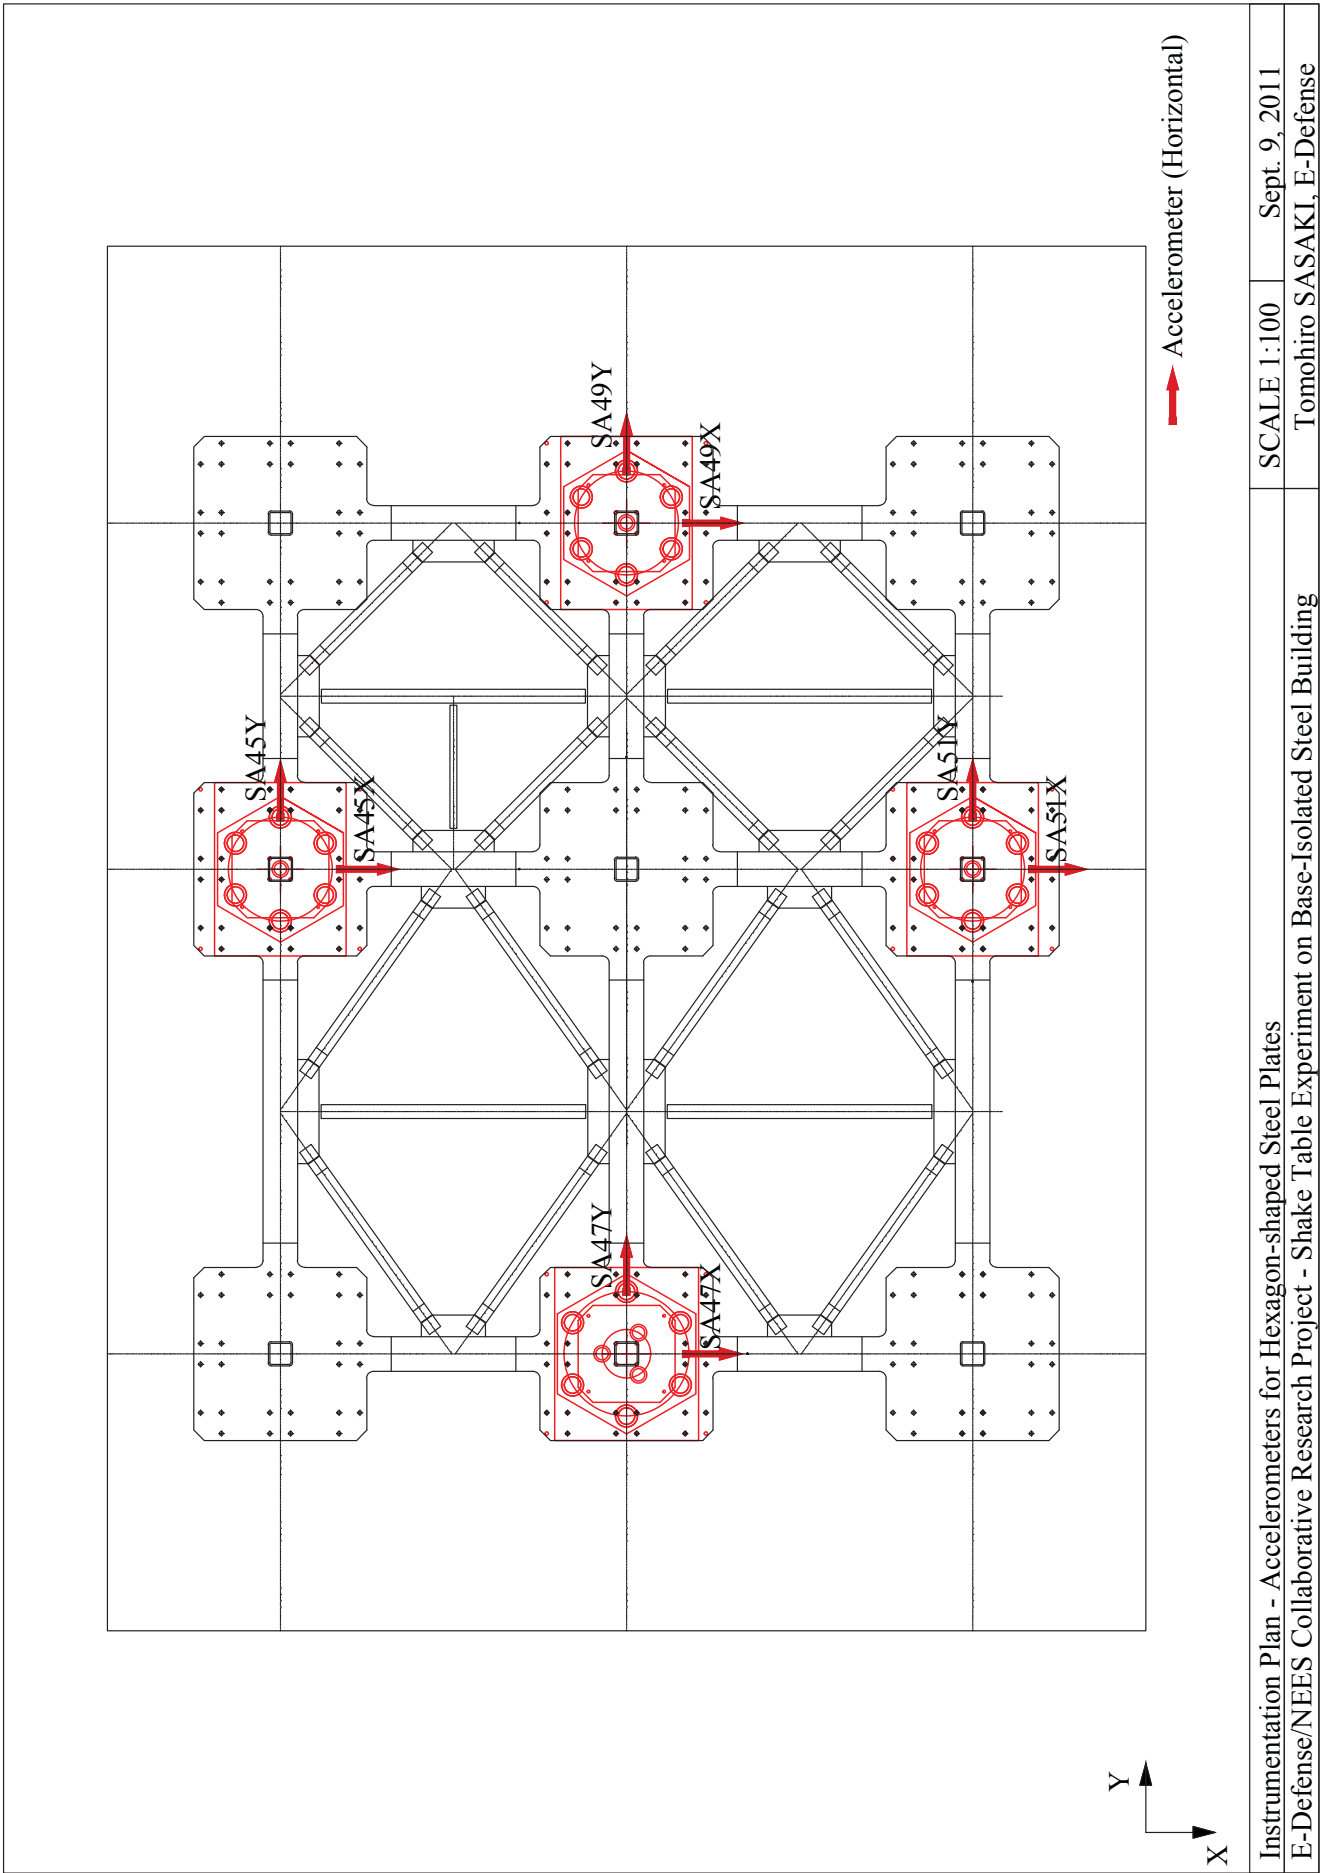 SA45Y
SA45X
SA49Y
SA49X
SA47Y
SA47X
SA51Y
SA51X
Accelerometer (Horizontal)
Y
X
Instrumentation Plan - Accelerometers for Hexagon-shaped Steel Plates
SCALE 1:100
Sept. 9, 2011
E-Defense/NEES Collaborative Research Project - Shake Table Experiment on Base-Isolated Steel Building
Tomohiro SASAKI, E-Defense